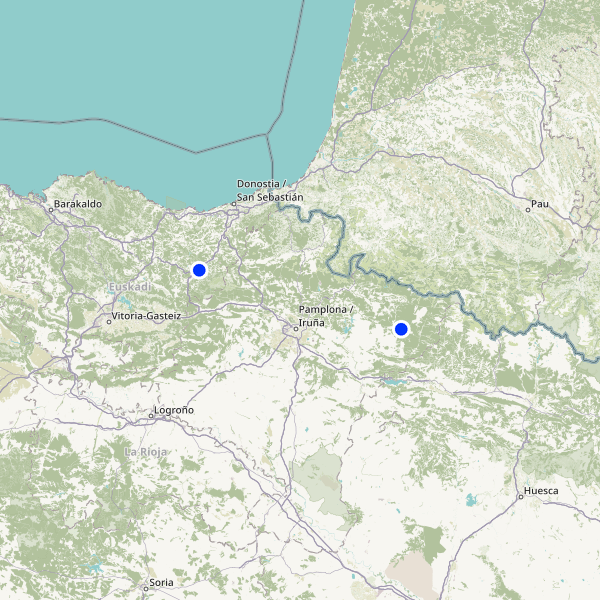 Donostia /
San Sebastián
Barakaldo
Pau
Euskadi
Vitoria-Gasteiz
Pamplona /
Iruña
Logroño
La Rioja
Huesca
Soria